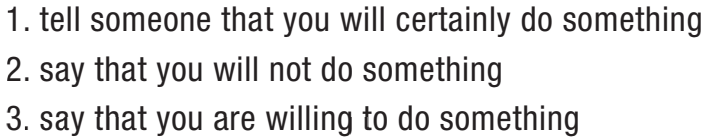 1. tell someone that you will certainly do something
2. say that you will not do something
3. say that you are willing to do something